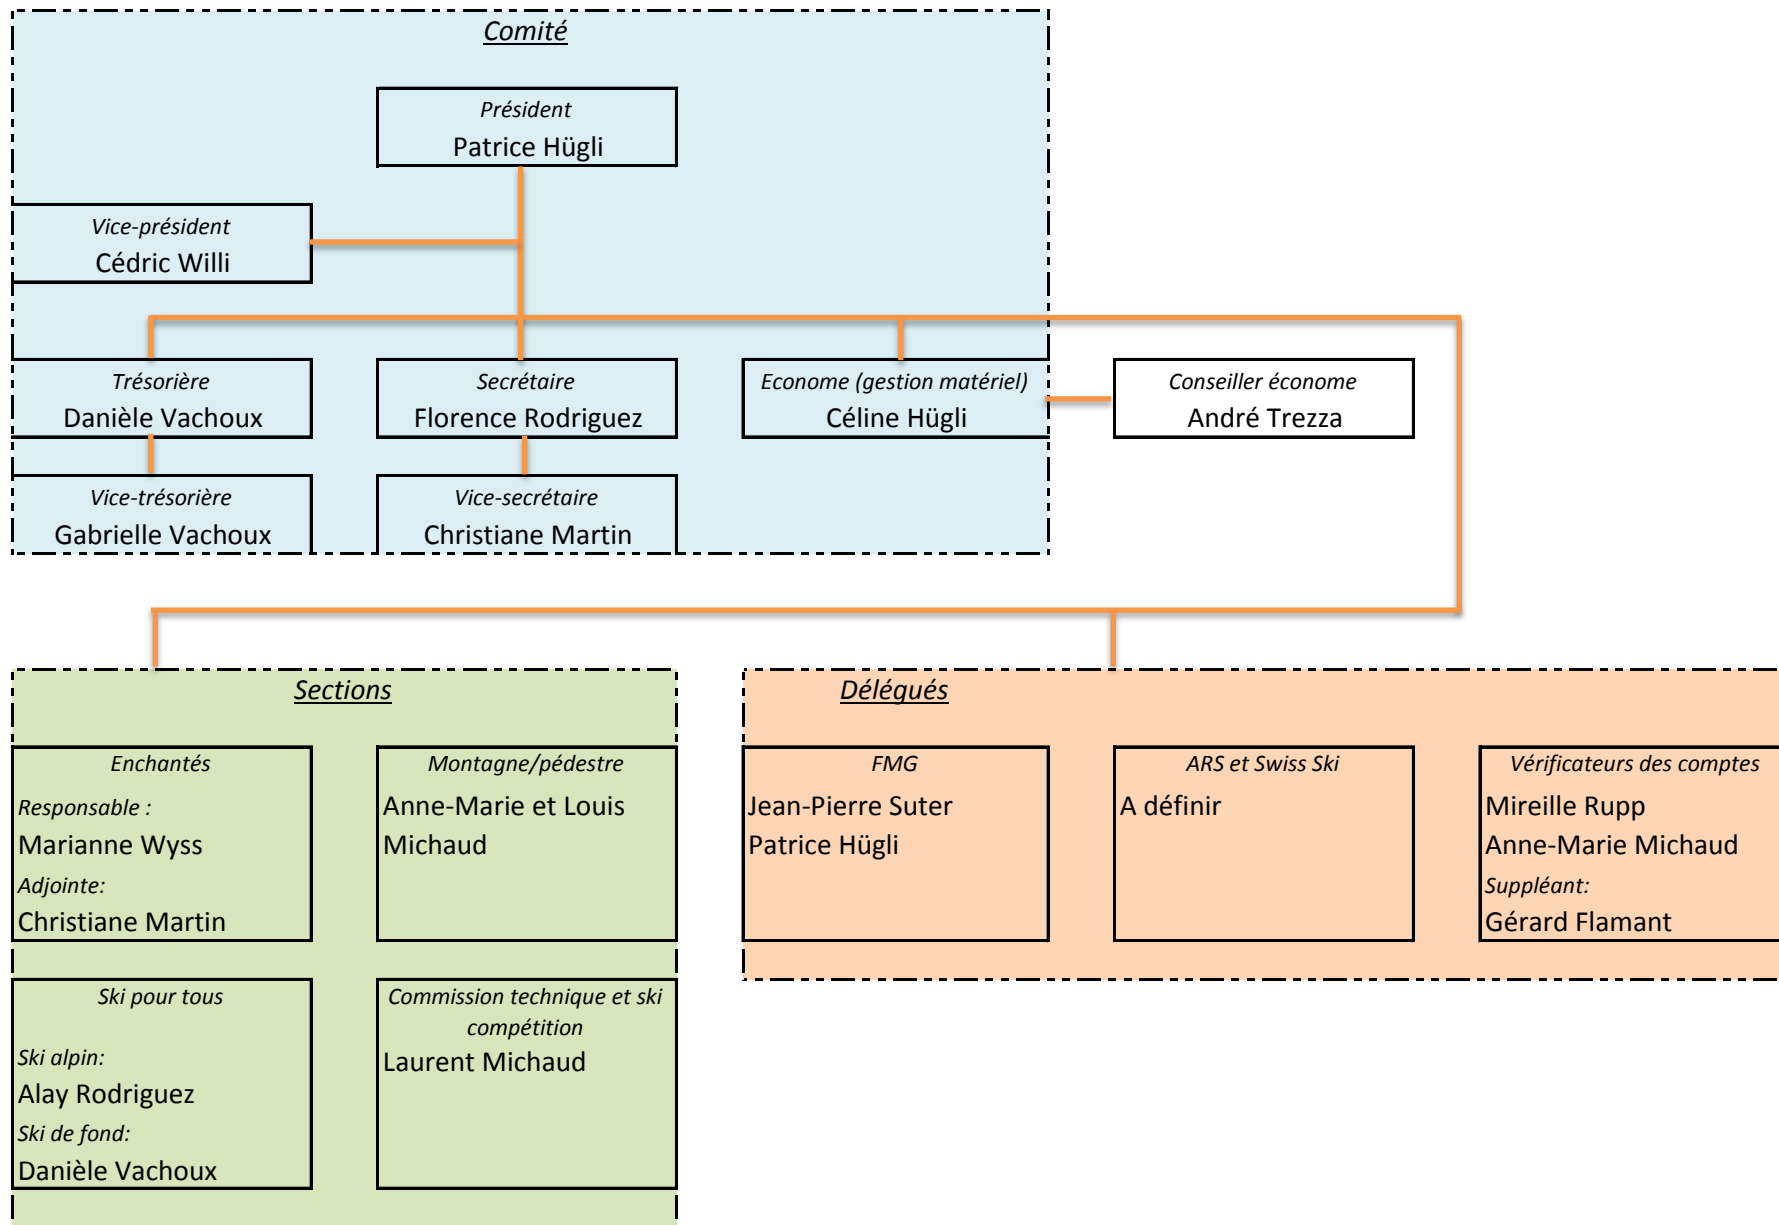 Comité
Président
Patrice Hügli
Vice-président
Cédric Willi
Trésorière
Danièle Vachoux
Secrétaire
Florence Rodriguez
Econome (gestion matériel)
Céline Hügli
Conseiller économe
André Trezza
Vice-trésorière
Gabrielle Vachoux
Vice-secrétaire
Christiane Martin
Sections
Enchantés
Responsable :
Marianne Wyss
Adjointe:
Christiane Martin
Montagne/pédestre
Anne-Marie et Louis
Michaud
Ski pour tous
Ski alpin:
Alay Rodriguez
Ski de fond:
Danièle Vachoux
Commission technique et ski
compétition
Laurent Michaud
Délégués
FMG
Jean-Pierre Suter
Patrice Hügli
ARS et Swiss Ski
A définir
Vérificateurs des comptes
Mireille Rupp
Anne-Marie Michaud
Suppléant:
Gérard Flamant